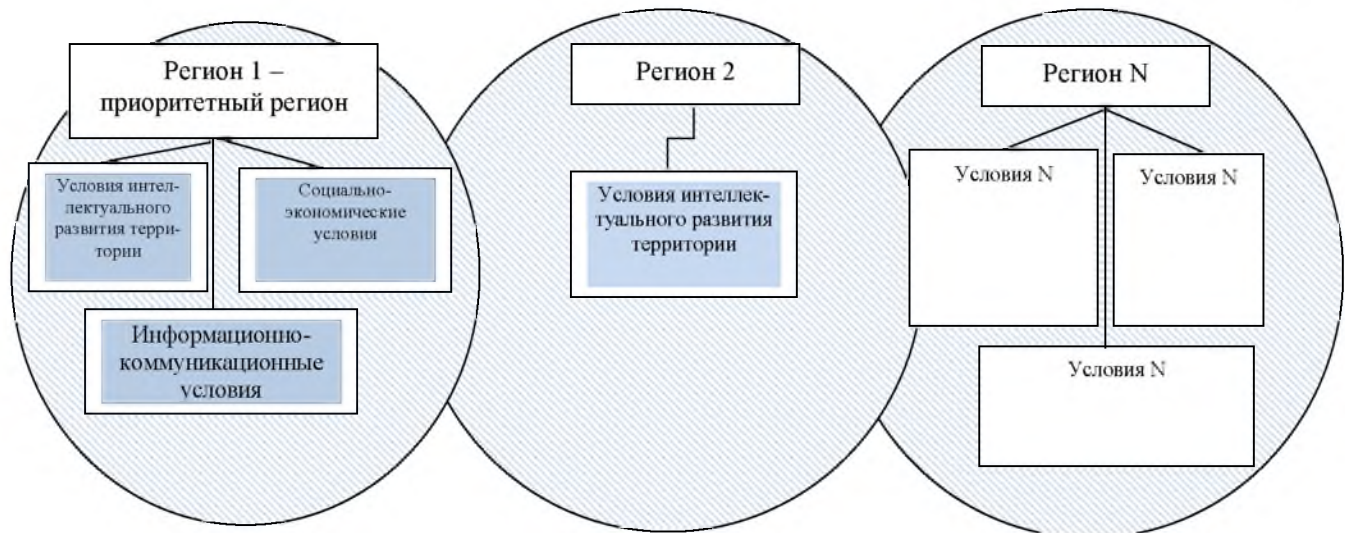 Регион 1 –
приоритетный регион
Условия интел-
лектуального
развития терри-
тории
Социально-
экономические
условия
Информационно-
коммуникационные
условия
Регион 2
Условия интеллек-
туального развития
территории
Регион N
Условия N
Условия N
Условия N